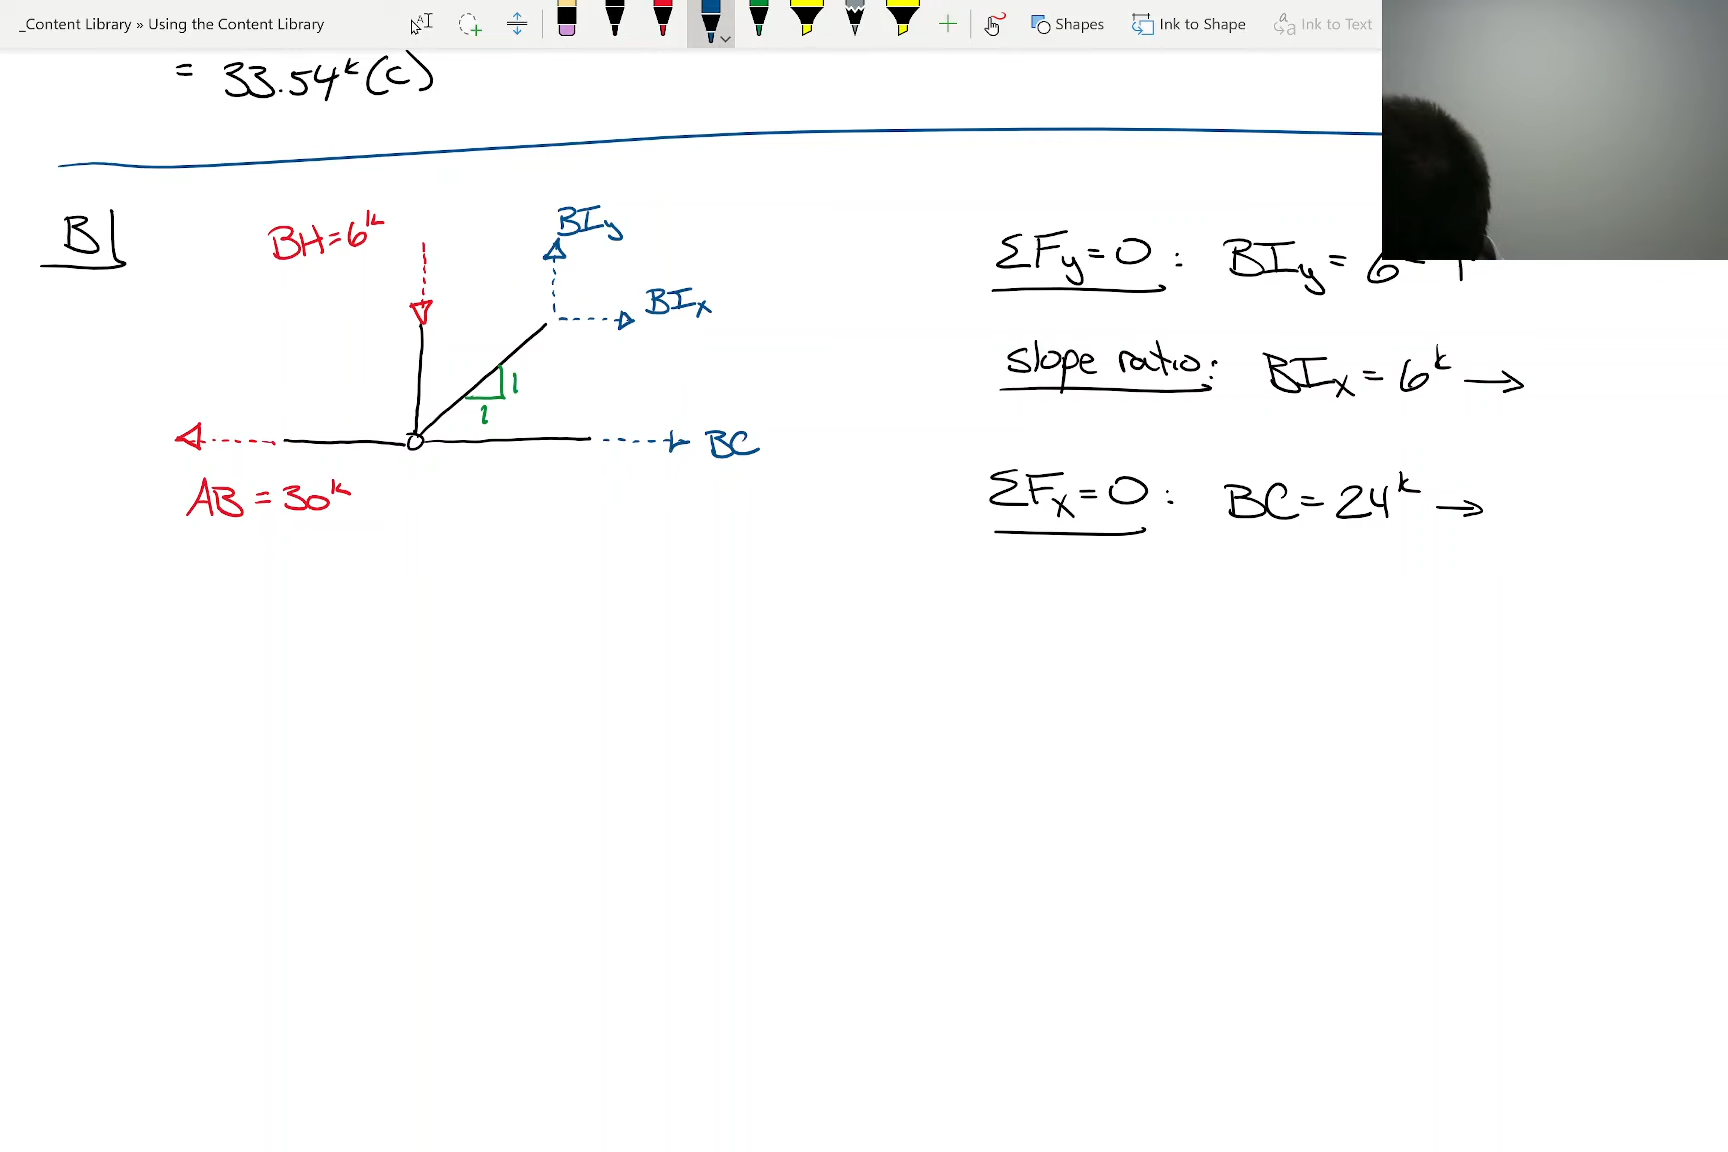 _Content Library » Using the Content Library
Shapes
Ink to Shape
Ink to Text
= 33.54ᵏ(C)
B
BH=6ᵏ
BIy
BIx
1
1
BC
AB = 30ᵏ
ΣFy=0 : BIy = 6
slope ratio: BIx = 6ᵏ →
ΣFx=0 : BC= 24ᵏ →